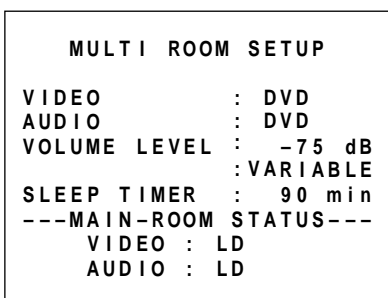 MULTI ROOM SETUP
VIDEO : DVD
AUDIO : DVD
VOLUME LEVEL : -75 dB
:VARIABLE
SLEEP TIMER : 90 min
---MAIN-ROOM STATUS---
VIDEO : LD
AUDIO : LD